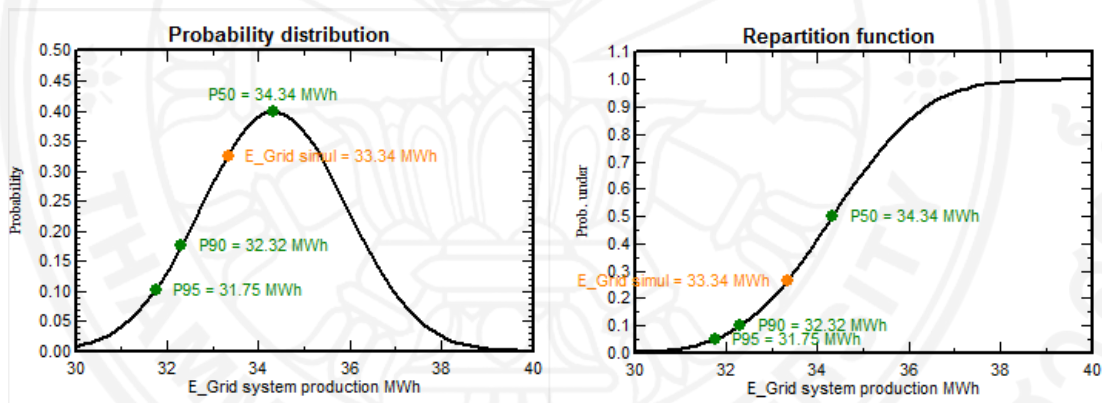 Probability distribution
0.50
0.45
0.40
0.35
0.30
0.25
0.20
0.15
0.10
0.05
0.00
Probability
P50 = 34.34 MWh
E_Grid simul = 33.34 MWh
P90 = 32.32 MWh
P95 = 31.75 MWh
30 32 34 36 38 40
E_Grid system production MWh
Repartition function
1.1
1.0
0.9
0.8
0.7
0.6
0.5
0.4
0.3
0.2
0.1
0.0
Prob. under
P50 = 34.34 MWh
E_Grid simul = 33.34 MWh
P90 = 32.32 MWh
P95 = 31.75 MWh
30 32 34 36 38 40
E_Grid system production MWh